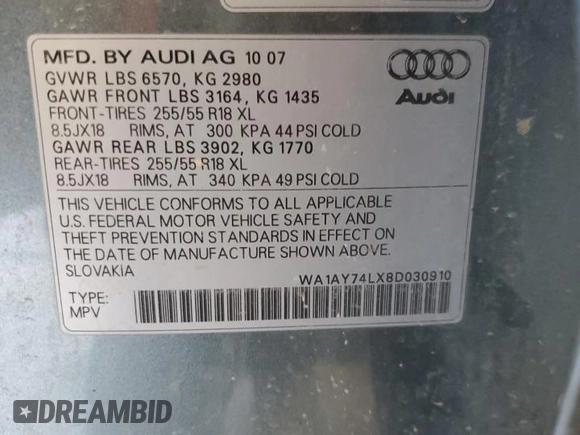 MFD. BY AUDI AG 10 07
GVWR LBS 6570, KG 2980
GAWR FRONT LBS 3164, KG 1435
FRONT-TIRES 255/55 R18 XL
8.5JX18 RIMS, AT 300 KPA 44 PSI COLD
GAWR REAR LBS 3902, KG 1770
REAR-TIRES 255/55 R18 XL
8.5JX18 RIMS, AT 340 KPA 49 PSI COLD
Audi
THIS VEHICLE CONFORMS TO ALL APPLICABLE
U.S. FEDERAL MOTOR VEHICLE SAFETY AND
THEFT PREVENTION STANDARDS IN EFFECT ON
THE DATE OF MANUFACTURE SHOWN ABOVE.
SLOVAKIA
WA1AY74LX8D030910
TYPE:
MPV
DREAMBID